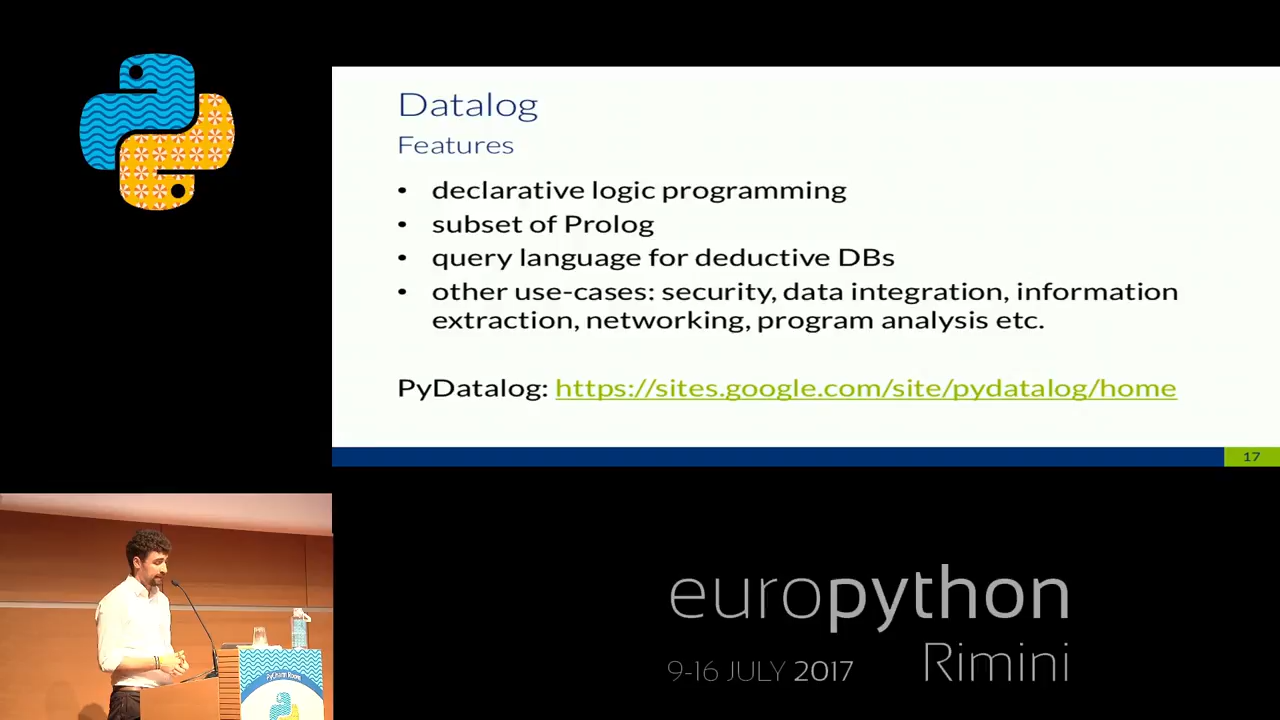 Datalog
Features
• declarative logic programming
• subset of Prolog
• query language for deductive DBs
• other use-cases: security, data integration, information
extraction, networking, program analysis etc.
PyDatalog: https://sites.google.com/site/pydatalog/home
17
PyCharm Room
europython
Rimini
9-16 JULY 2017